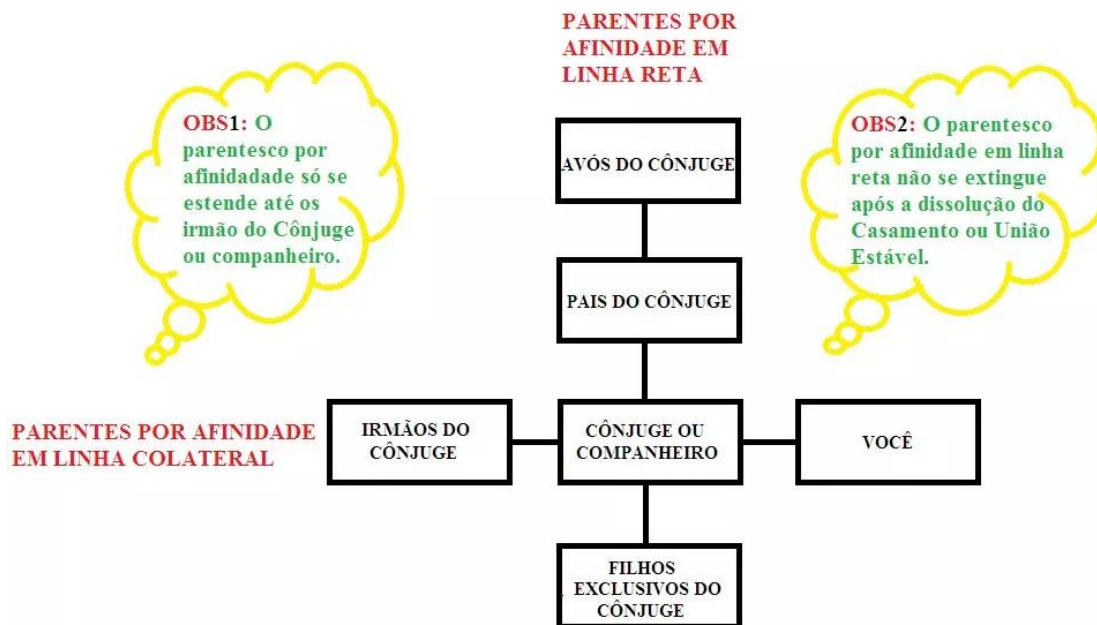 PARENTES POR
AFINIDADE EM
LINHA RETA
OBS1: O
parentesco por
afinidadade só se
estende até os
irmão do Cônjuge
ou companheiro.
AVÓS DO CÔNJUGE
OBS2: O parentesco
por afinidade em linha
reta não se extingue
após a dissolução do
Casamento ou União
Estável.
PAIS DO CÔNJUGE
PARENTES POR AFINIDADE
EM LINHA COLATERAL
IRMÃOS DO
CÔNJUGE
CÔNJUGE OU
COMPANHEIRO
VOCÊ
FILHOS
EXCLUSIVOS DO
CÔNJUGE